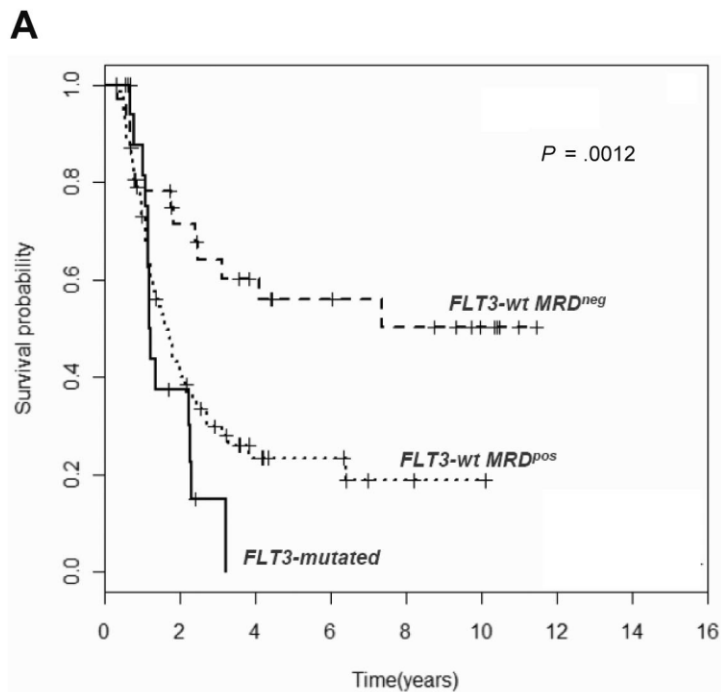 A
P = .0012
Survival probability
1.0
0.8
0.6
0.4
0.2
0.0
FLT3-wt MRDneg
FLT3-wt MRDpos
FLT3-mutated
0 2 4 6 8 10 12 14 16
Time(years)